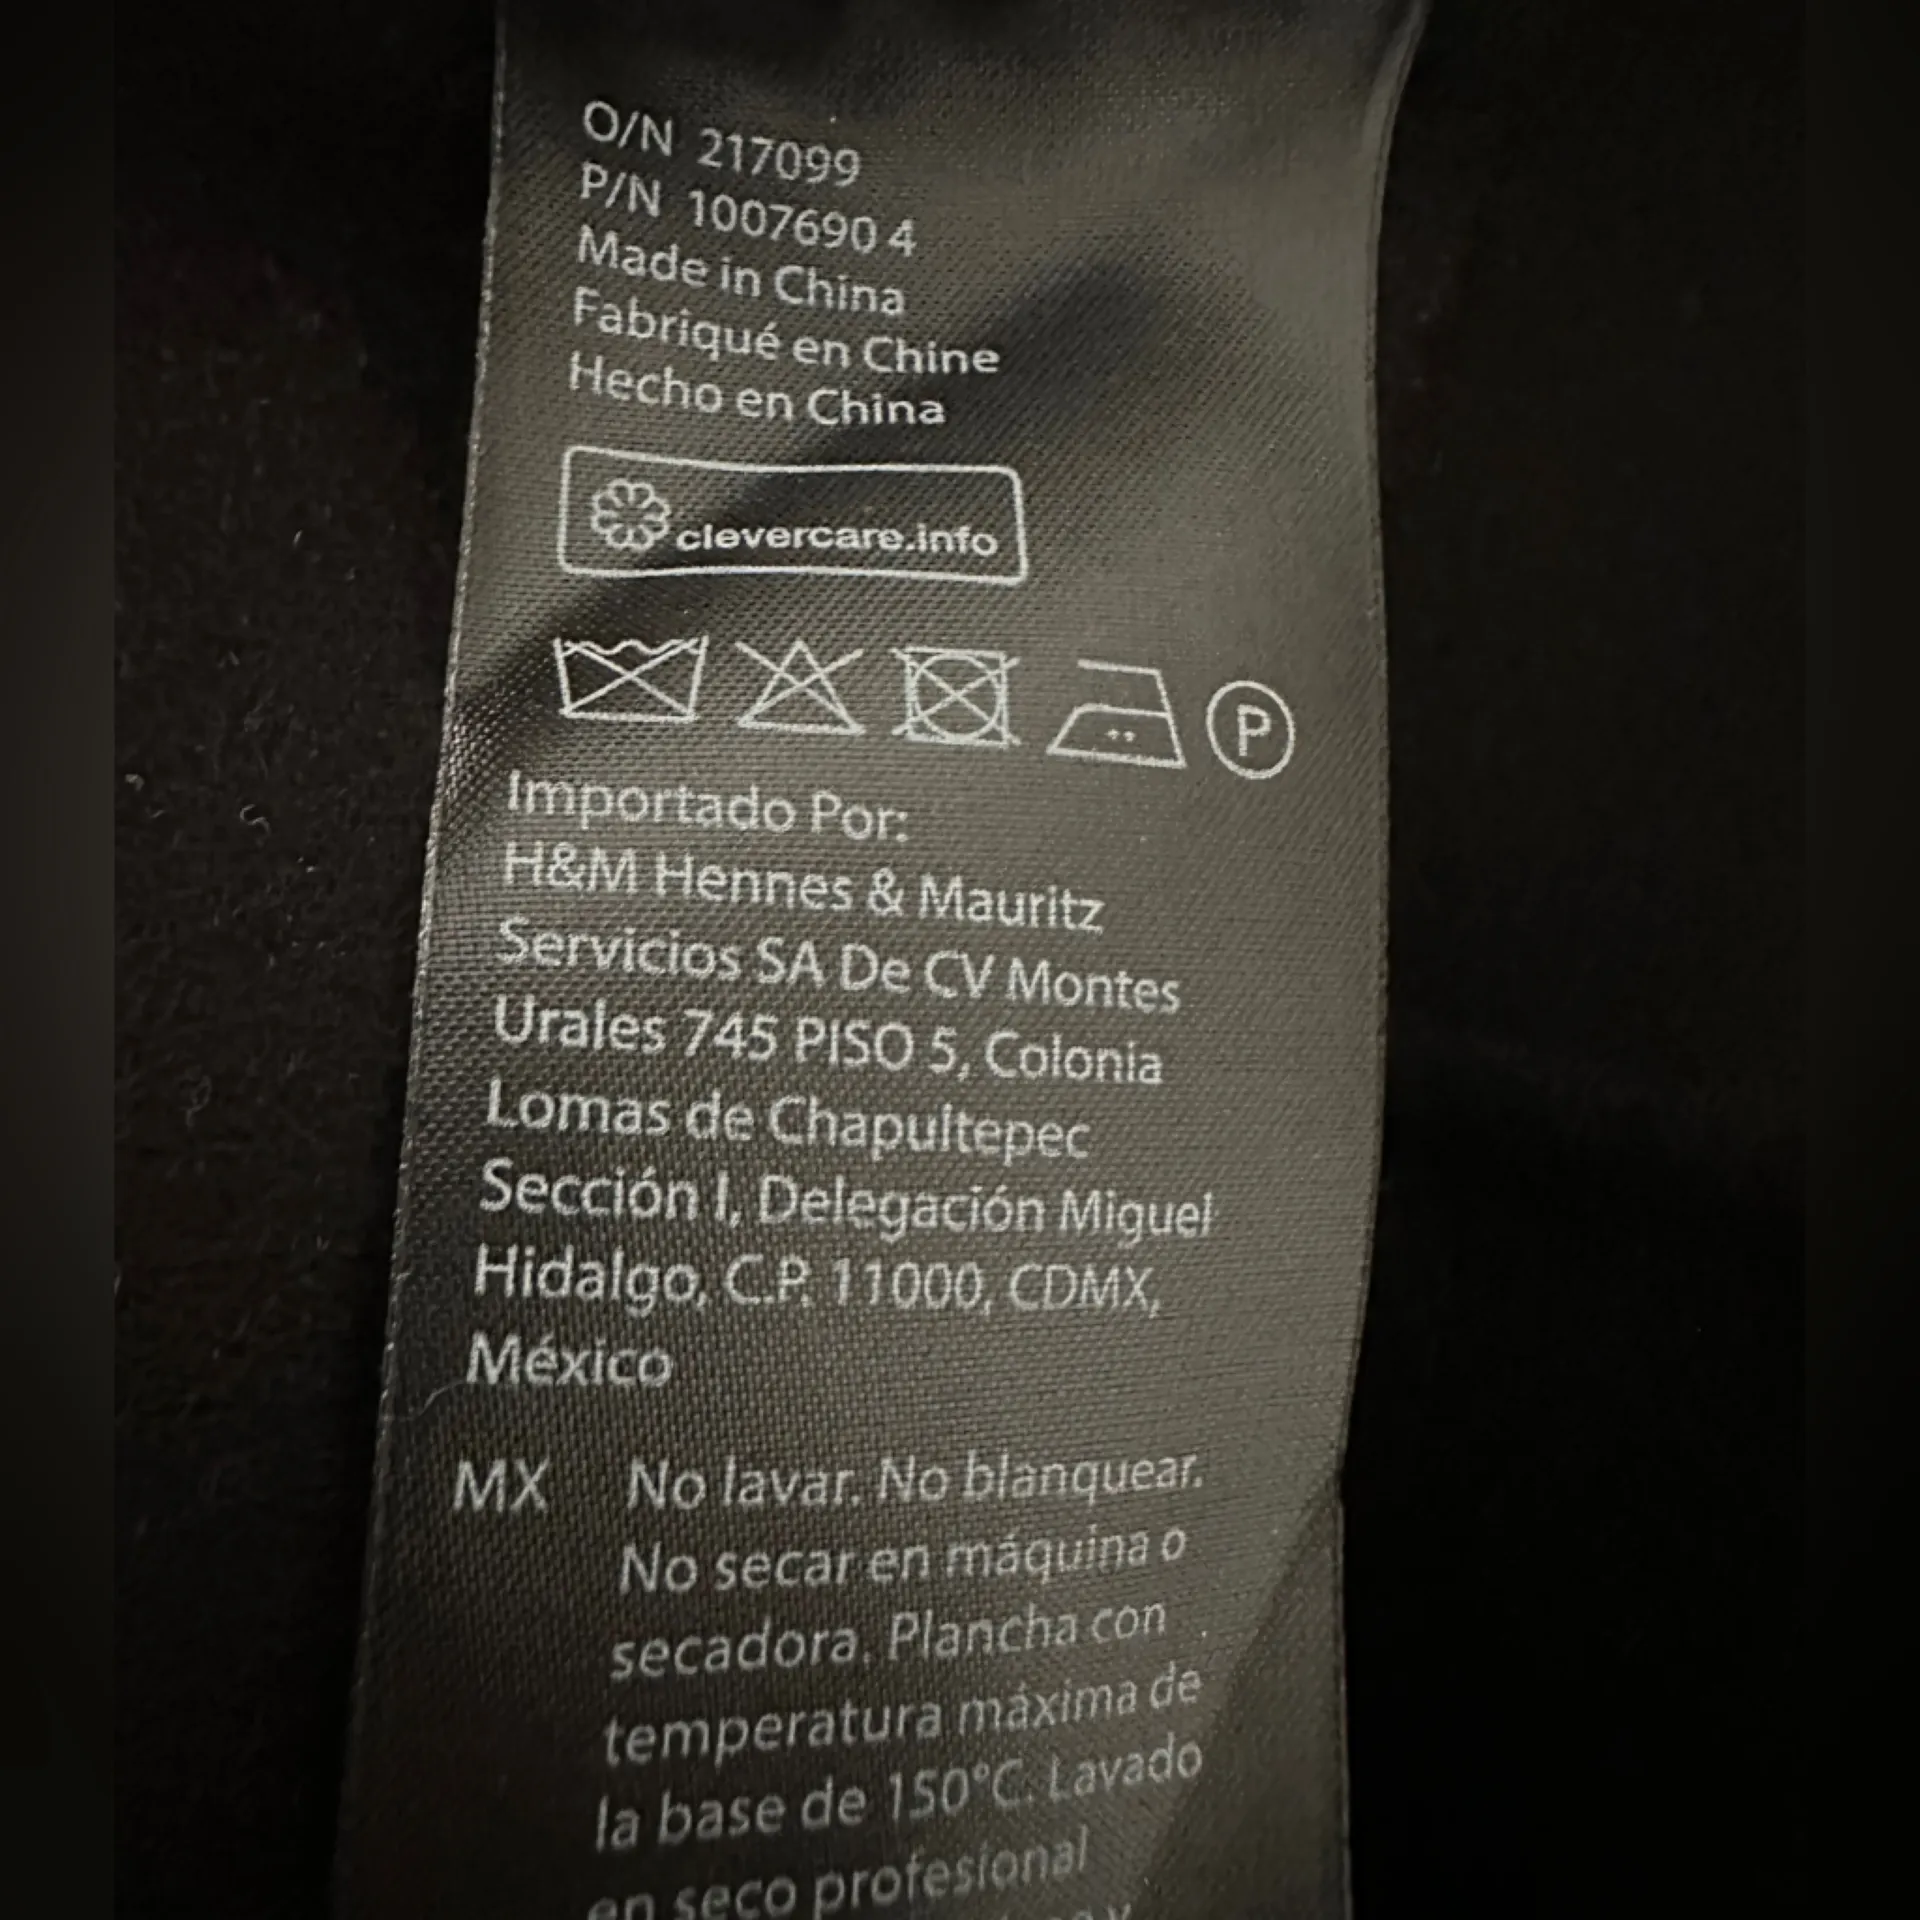 O/N 217099
P/N 1007690 4
Made in China
Fabriqué en Chine
Hecho en China
clevercare.info
P
Importado Por:
H&M Hennes & Mauritz
Servicios SA De CV Montes
Urales 745 PISO 5, Colonia
Lomas de Chapultepec
Sección I, Delegación Miguel
Hidalgo, C.P. 11000, CDMX,
México
MX No lavar. No blanquear.
No secar en máquina o
secadora. Plancha con
temperatura máxima de
la base de 150°C. Lavado
en seco profesional